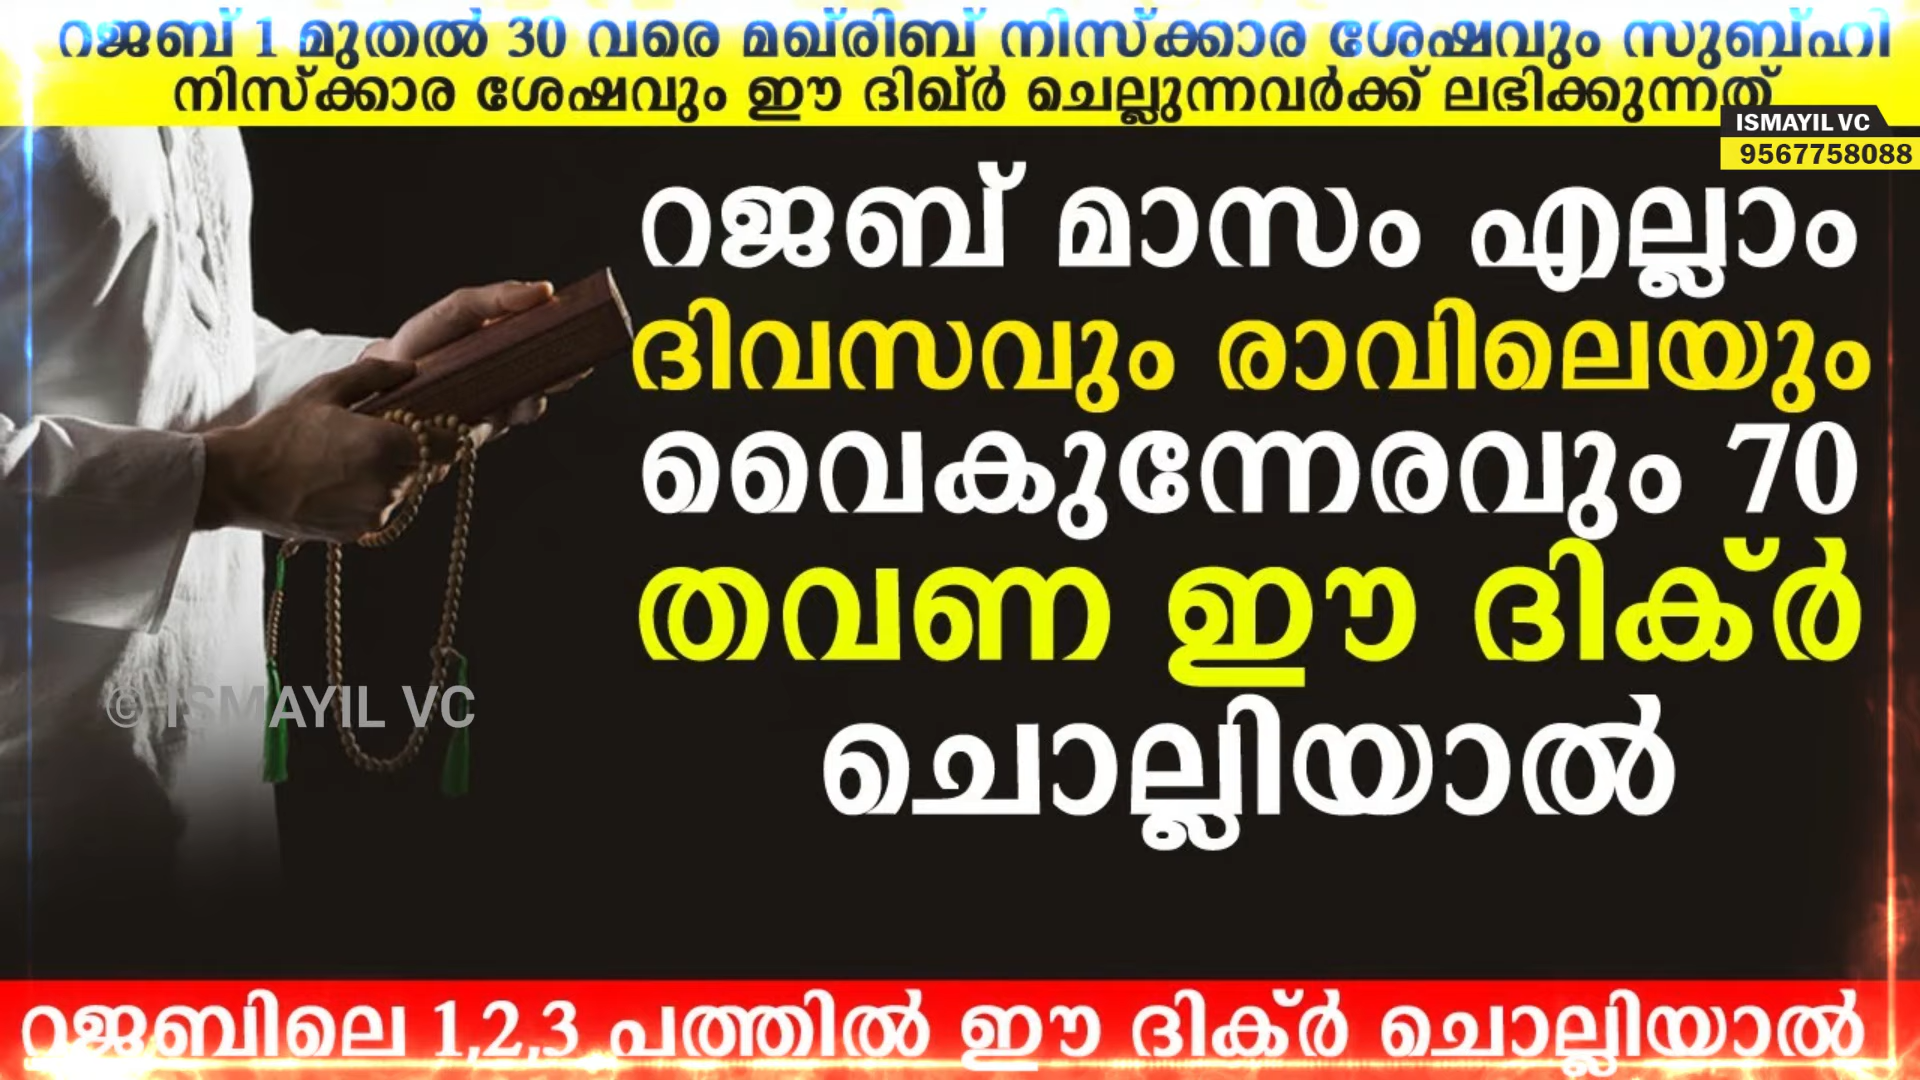 റജബ് 1 മുതൽ 30 വരെ മഖ്‌രിബ് നിസ്ക്കാര ശേഷവും സുബ്ഹി
നിസ്ക്കാര ശേഷവും ഈ ദിഖ്ർ ചെല്ലുന്നവർക്ക് ലഭിക്കുന്നത്
ISMAYIL VC
9567758088
റജബ് മാസം എല്ലാം
ദിവസവും രാവിലെയും
വൈകുന്നേരവും 70
തവണ ഈ ദിക്ർ
ചൊല്ലിയാൽ
© ISMAYIL VC
റജബിലെ 1,2,3 പത്തിൽ ഈ ദിക്ർ ചൊല്ലിയാൽ